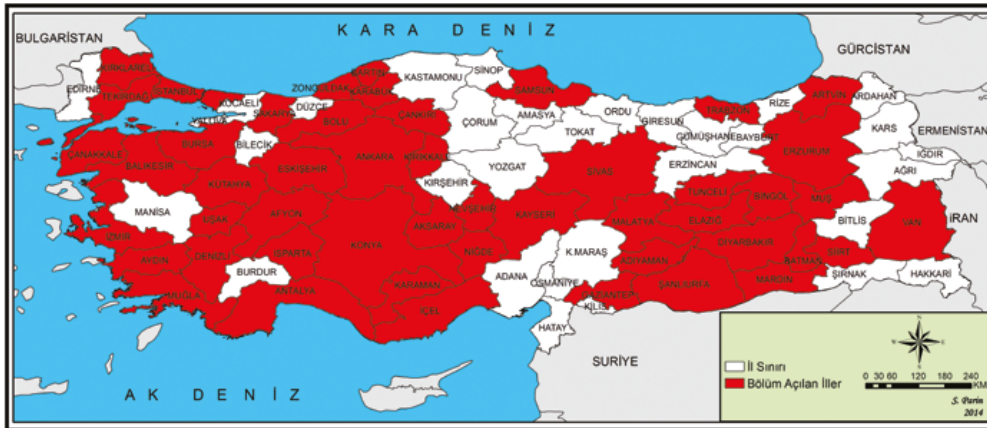 KARA DENİZ
BULGARİSTAN
GÜRCİSTAN
KIRKLARELİ
EDİRNE
TEKİRDAĞ
İSTANBUL
KOCAELİ
YALOVA
SAKARYA
DÜZCE
ZONGULDAK
BARTIN
KARABÜK
KASTAMONU
SİNOP
SAMSUN
ORDU
GİRESUN
TRABZON
RİZE
ARTVİN
ARDAHAN
BOLU
ÇANKIRI
ÇORUM
AMASYA
TOKAT
GÜMÜŞHANE
BAYBERT
KARS
ERMENİSTAN
IĞDIR
ÇANAKKALE
BALIKESİR
BURSA
BİLECİK
ESKİŞEHİR
ANKARA
KIRIKKALE
YOZGAT
SİVAS
ERZİNCAN
ENZURUM
AĞRI
KÜTAHYA
KIRŞEHİR
MANİSA
UŞAK
AFYON
NEVŞEHİR
KAYSERİ
MALATYA
TUNCELİ
ELAZIĞ
BİNGÖL
MUŞ
BİTLİS
VAN
İRAN
İZMİR
AYDIN
DENİZLİ
ISPARTA
KONYA
AKSARAY
NİĞDE
K.MARAŞ
ADIYAMAN
DİYARBAKIR
BATMAN
SİİRT
ŞIRNAK
HAKKARİ
MUĞLA
BURDUR
ANTALYA
KARAMAN
İÇEL
ADANA
OSMANİYE
GAZİANTEP
KİLİS
ŞANLIURFA
MARDİN
HATAY
SURİYE
AK DENİZ
N
W E
S
İl Sınırı
Bölüm Açılan İller
0 30 60 120 180 240
KM
S. Parin
2014